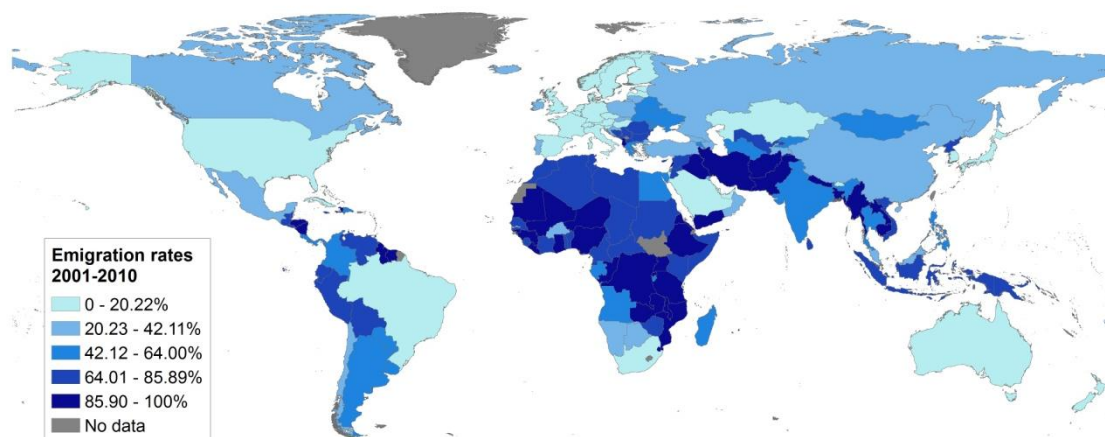 Emigration rates
2001-2010
0 - 20.22%
20.23 - 42.11%
42.12 - 64.00%
64.01 - 85.89%
85.90 - 100%
No data